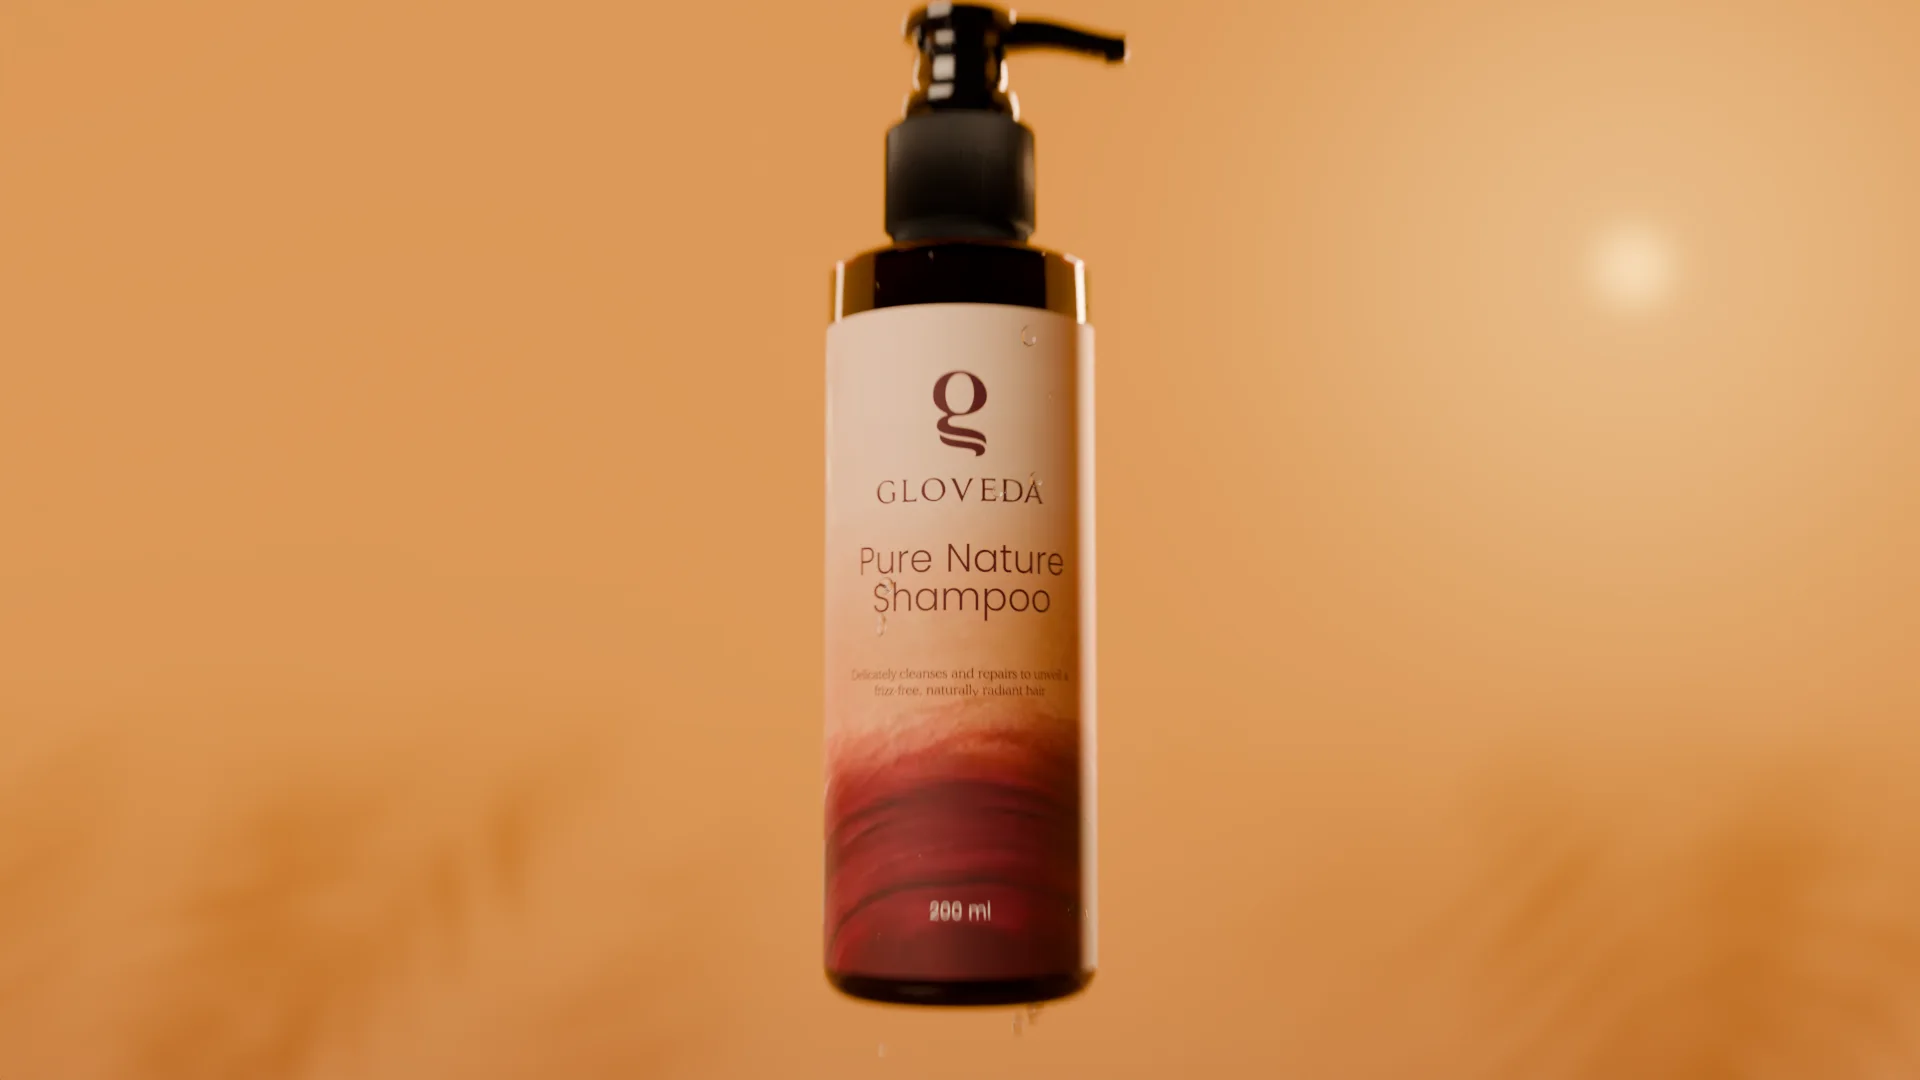 g
GLOVEDA
Pure Nature
Shampoo
Delicately cleanses and repairs to unveil a
frizz-free, naturally radiant hair
200 ml